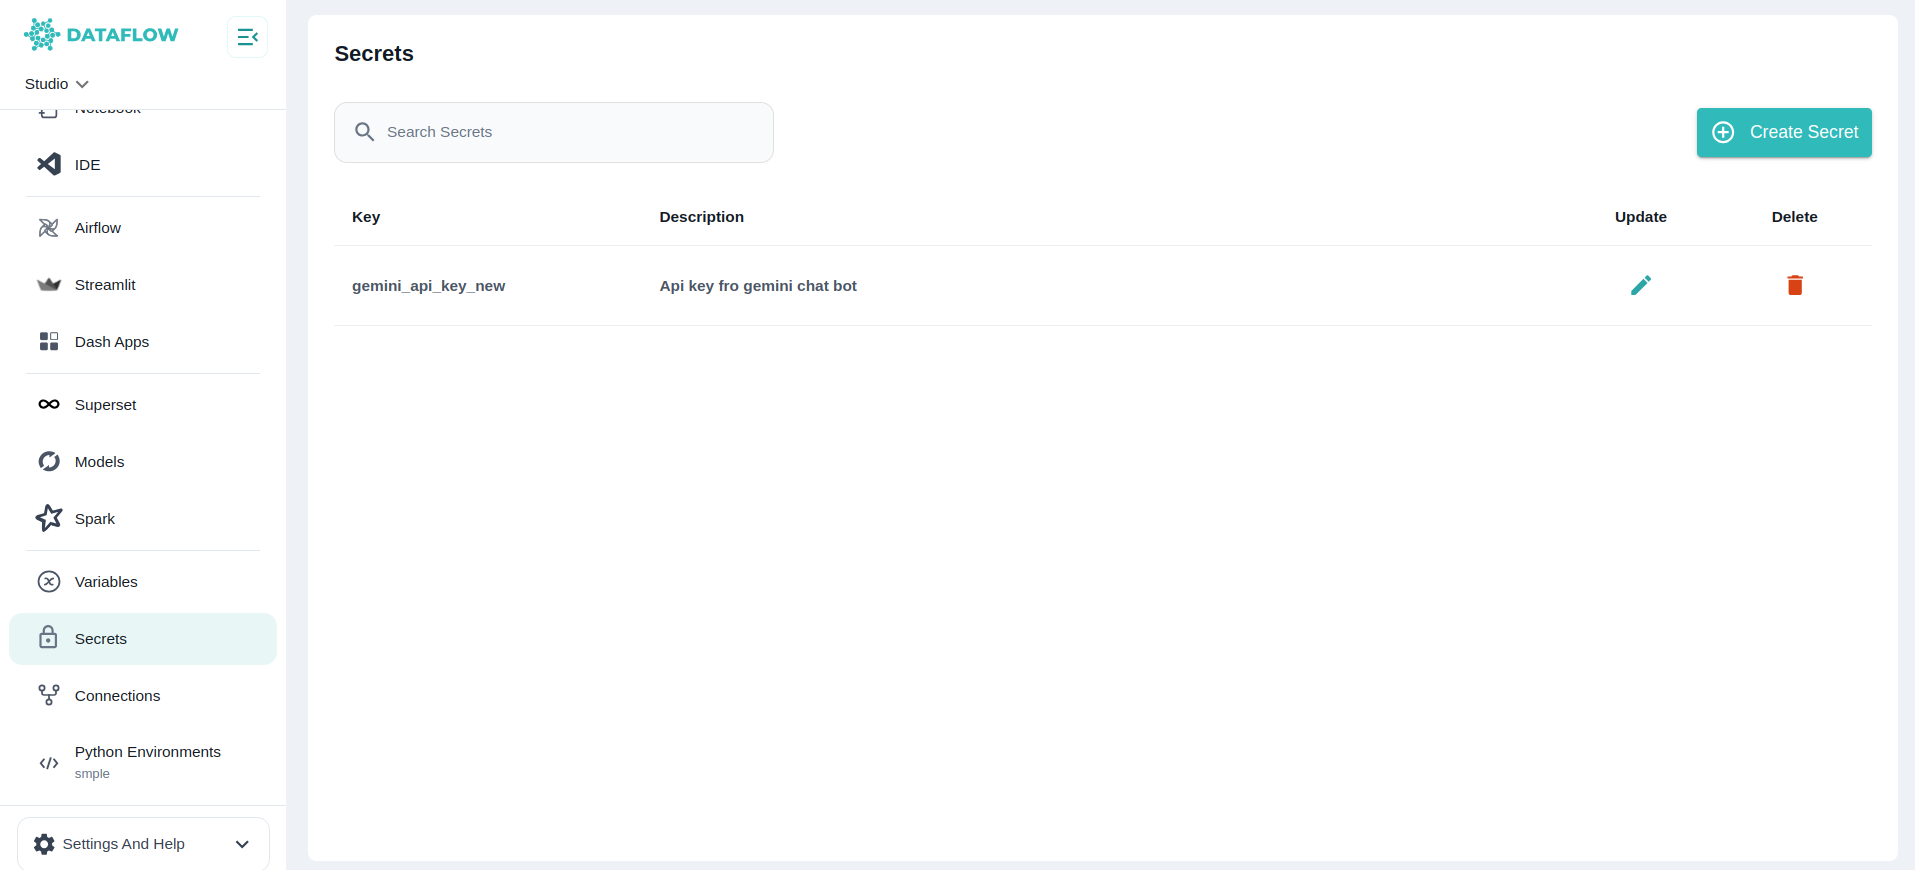 DATAFLOW
Studio
Notebook
IDE
Airflow
Streamlit
Dash Apps
Superset
Models
Spark
Variables
Secrets
Connections
Python Environments
smple
Settings And Help
Secrets
Search Secrets
Create Secret
Key Description Update Delete
gemini_api_key_new Api key fro gemini chat bot